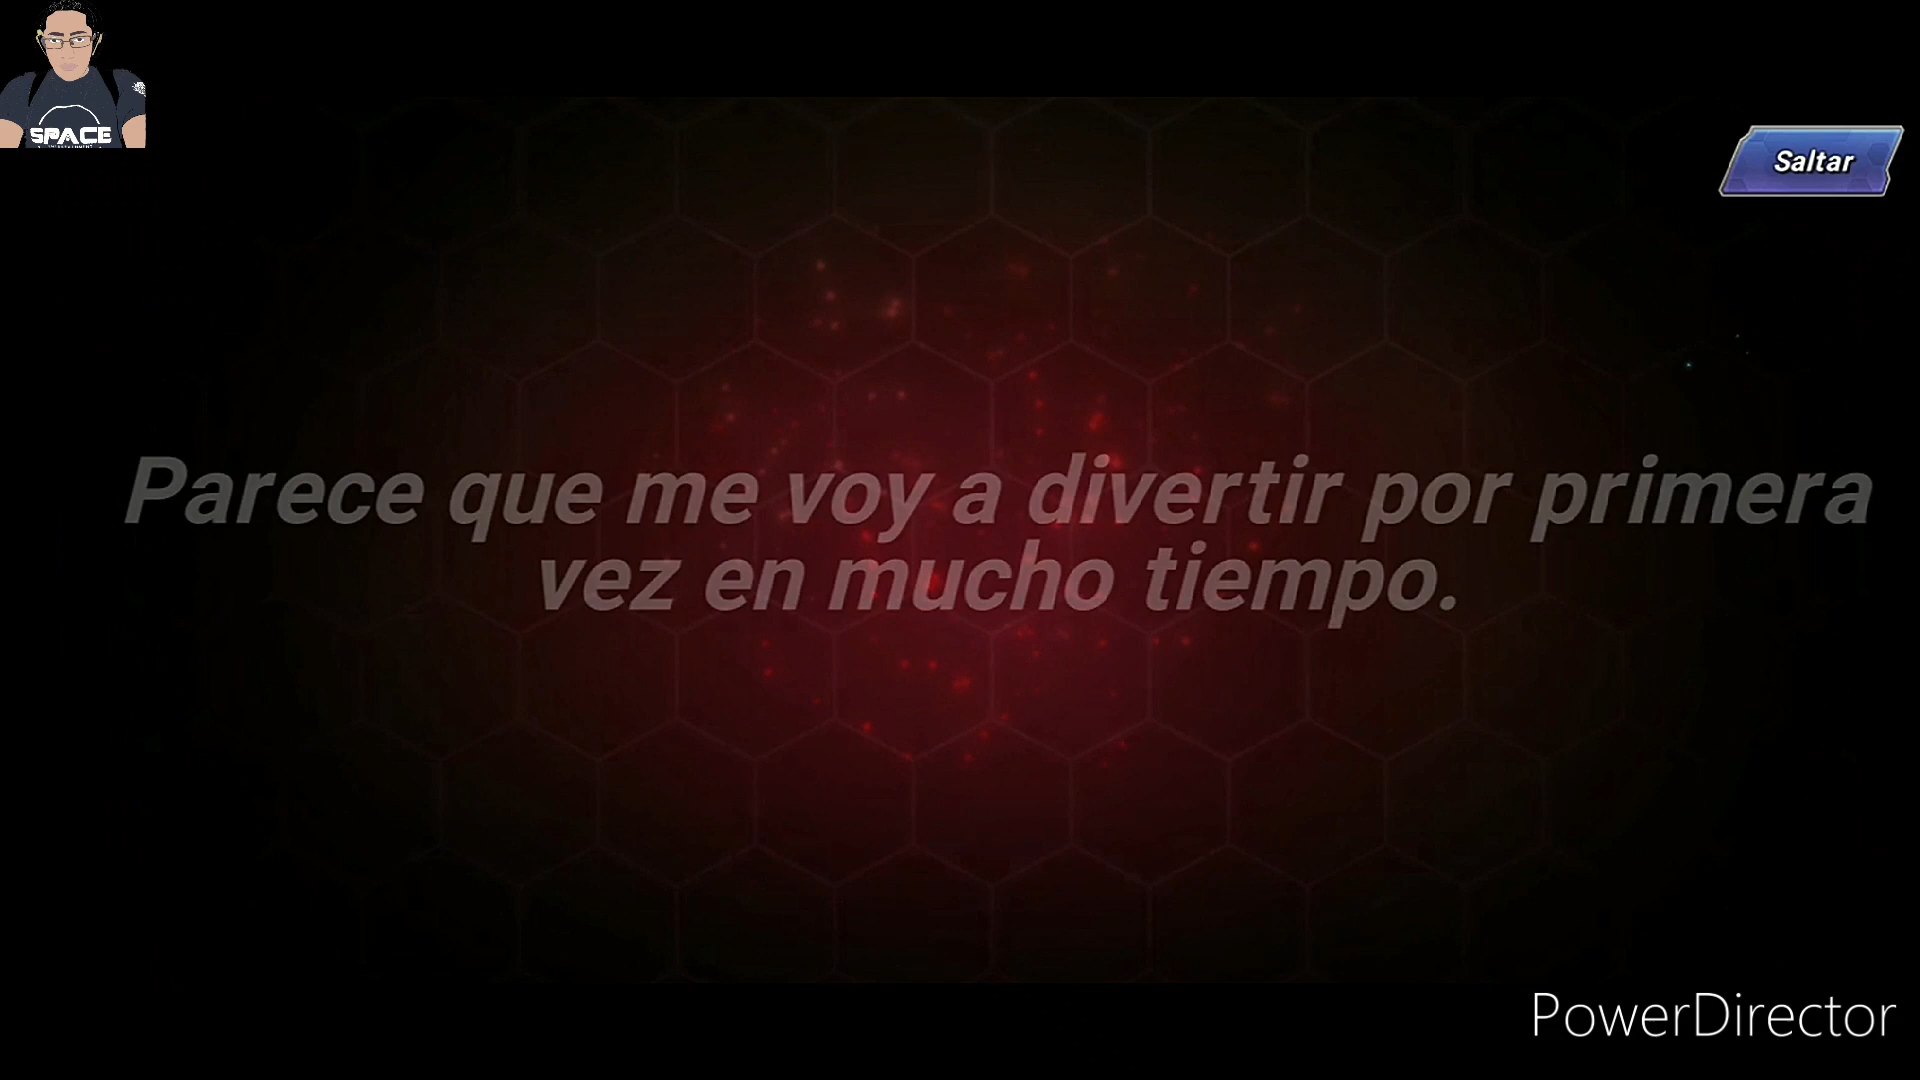 SPACE
Saltar
Parece que me voy a divertir por primera
vez en mucho tiempo.
PowerDirector